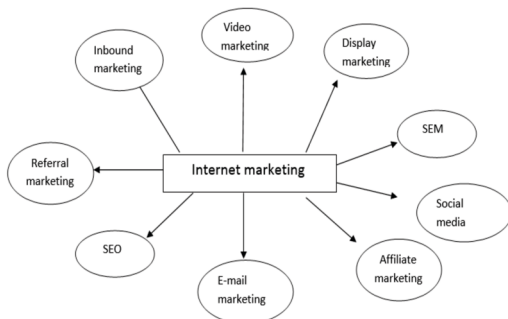 Video
marketing
Display
marketing
Inbound
marketing
SEM
Referral
marketing
Internet marketing
Social
media
SEO
Affiliate
marketing
E-mail
marketing